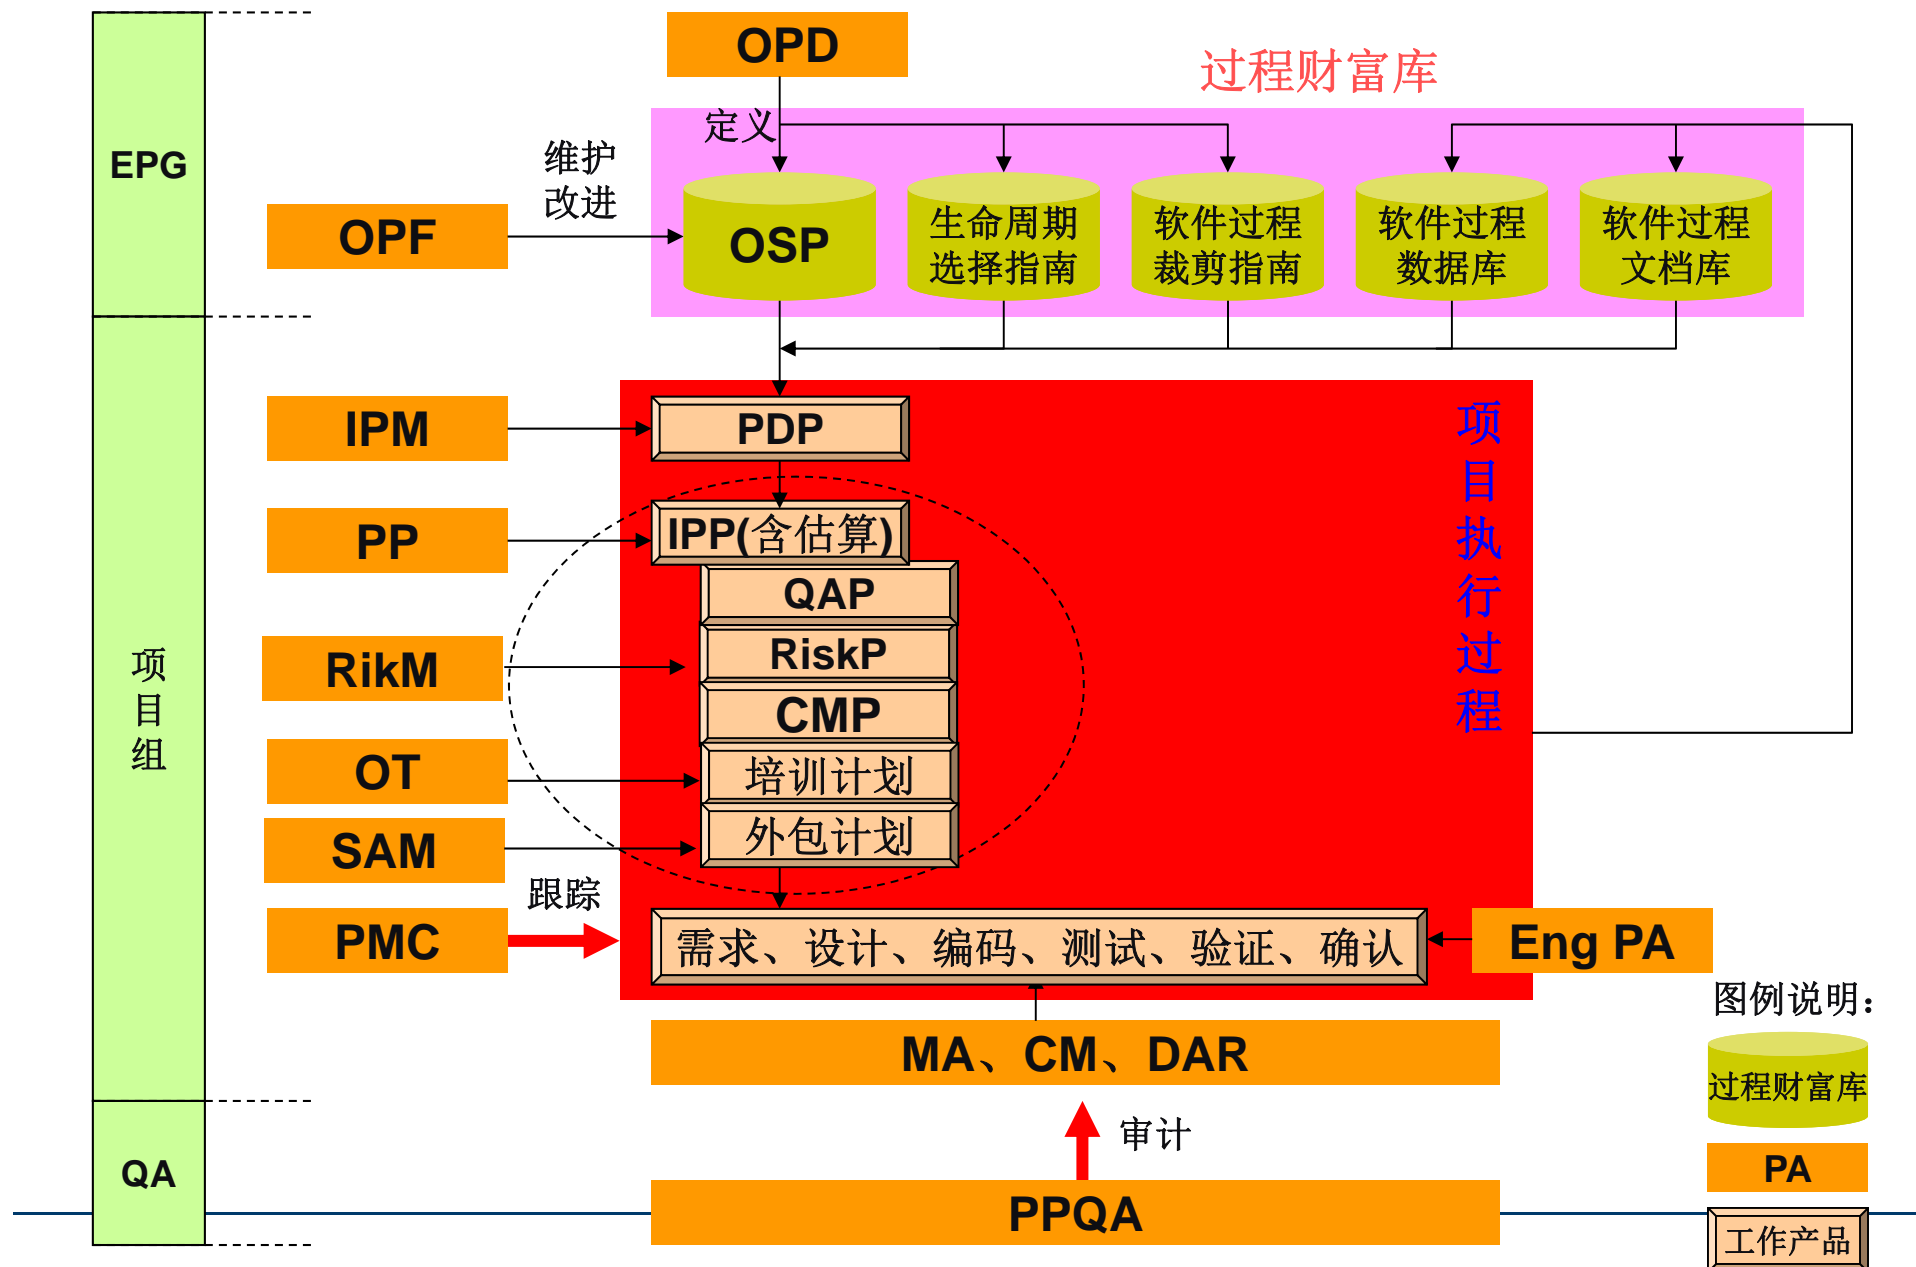 OPD
过程财富库
定义
维护
改进
EPG
OPF
OSP
生命周期
选择指南
软件过程
裁剪指南
软件过程
数据库
软件过程
文档库
IPM
PDP
项目执行过程
PP
IPP(含估算)
QAP
RikM
RiskP
CMP
项目组
OT
培训计划
SAM
外包计划
跟踪
PMC
需求、设计、编码、测试、验证、确认
Eng PA
图例说明：
MA、CM、DAR
过程财富库
审计
PA
QA
PPQA
工作产品